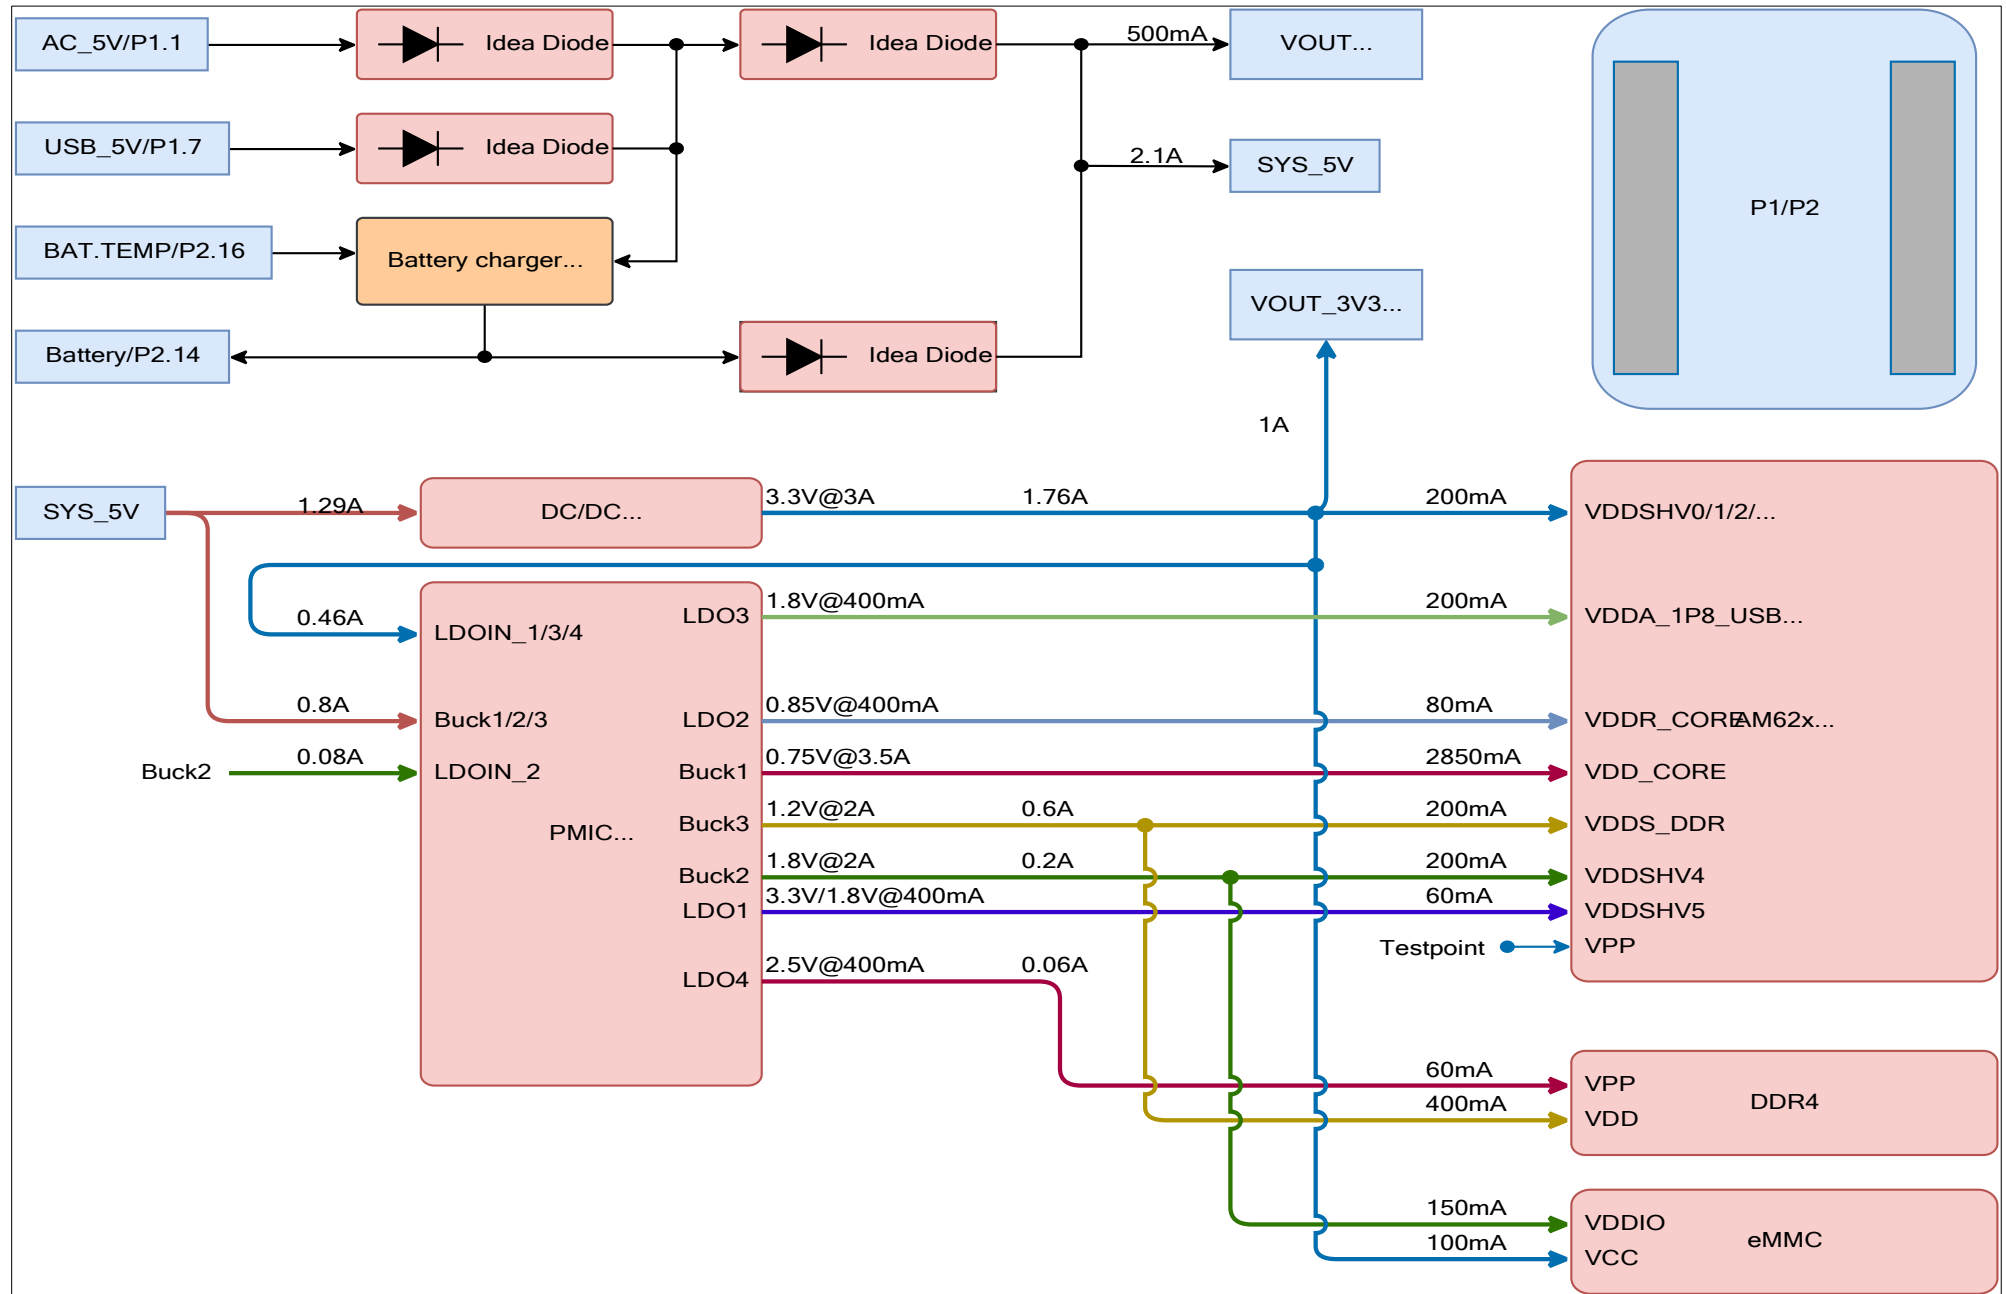 AC_5V/P1.1
Idea Diode
Idea Diode
500mA
VOUT...
USB_5V/P1.7
Idea Diode
2.1A
SYS_5V
P1/P2
BAT.TEMP/P2.16
Battery charger...
VOUT_3V3...
Battery/P2.14
Idea Diode
1A
SYS_5V
1.29A
DC/DC...
3.3V@3A
1.76A
200mA
VDDSHV0/1/2/...
0.46A
LDOIN_1/3/4
LDO3
1.8V@400mA
200mA
VDDA_1P8_USB...
0.8A
Buck1/2/3
LDO2
0.85V@400mA
80mA
VDDR_CORE
AM62x...
Buck2
0.08A
LDOIN_2
Buck1
0.75V@3.5A
2850mA
VDD_CORE
PMIC...
Buck3
1.2V@2A
0.6A
200mA
VDDS_DDR
Buck2
1.8V@2A
0.2A
200mA
VDDSHV4
LDO1
3.3V/1.8V@400mA
60mA
VDDSHV5
Testpoint
VPP
LDO4
2.5V@400mA
0.06A
60mA
VPP
DDR4
400mA
VDD
150mA
VDDIO
eMMC
100mA
VCC